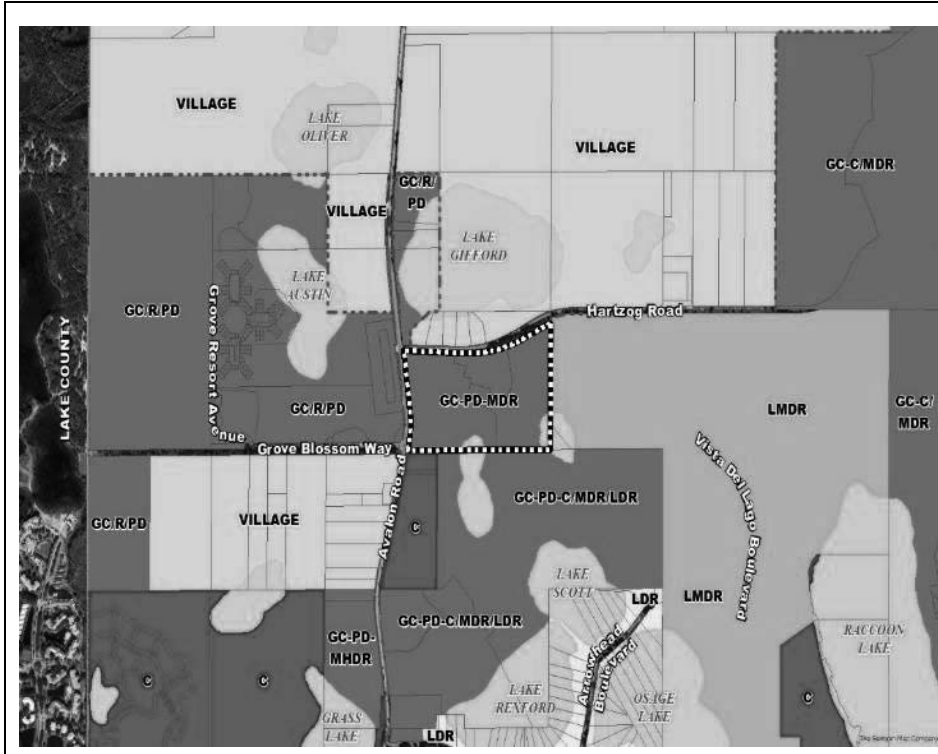 VILLAGE
LAKE
OLIVER
VILLAGE
GC-C/MDR
GC/R/
PD
VILLAGE
LAKE
GIFFORD
LAKE
AUSTIN
GC/R/PD
Grove Resort Avenue
Hartzog Road
LAKE COUNTY
GC-PD-MDR
GC/R/PD
LMDR
GC-C/
MDR
Grove Blossom Way
Vista Del Lago Boulevard
Avalon Road
GC-PD-C/MDR/LDR
GC/R/PD
VILLAGE
C
LAKE
SCOTT
LDR
LMDR
GC-PD-
MHDR
GC-PD-C/MDR/LDR
Arrowhead
Boulevard
RACCOON
LAKE
C
C
LAKE
RENFORD
OSAGE
LAKE
C
GRASS
LAKE
LDR